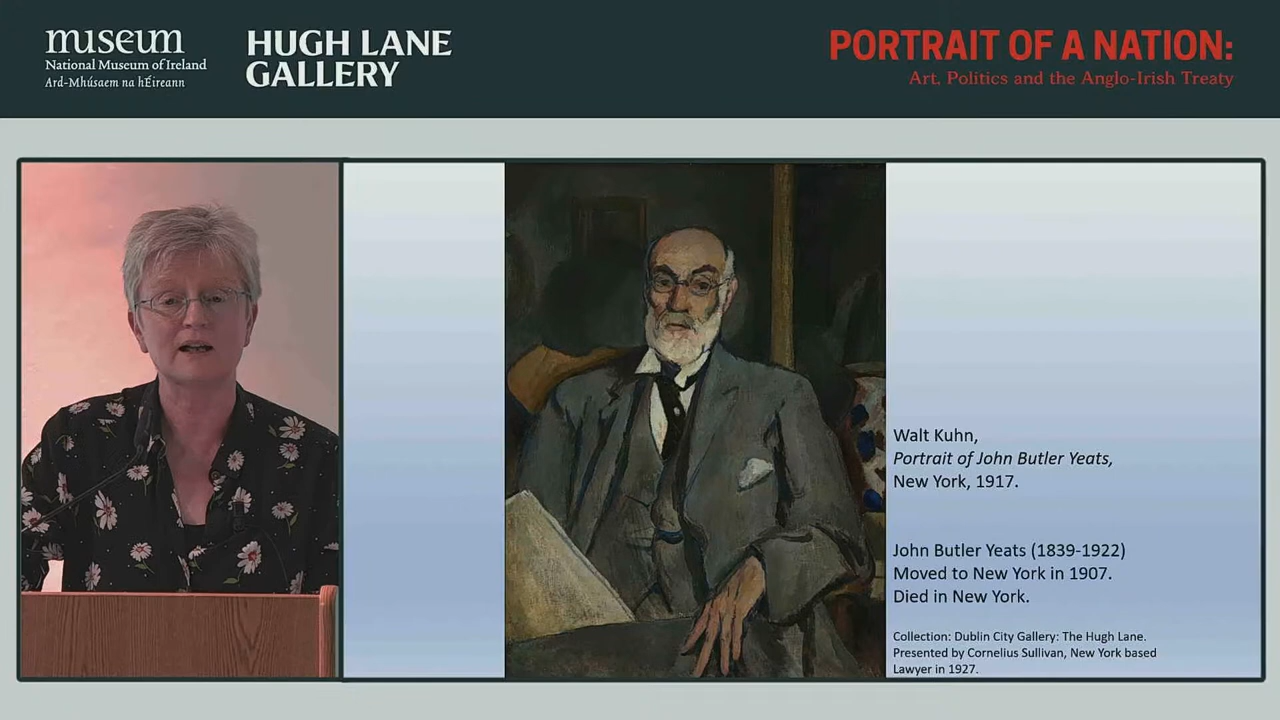 museum
National Museum of Ireland
Ard-Mhúsaem na hÉireann
HUGH LANE
GALLERY
PORTRAIT OF A NATION:
Art, Politics and the Anglo-Irish Treaty
Walt Kuhn,
Portrait of John Butler Yeats,
New York, 1917.
John Butler Yeats (1839-1922)
Moved to New York in 1907.
Died in New York.
Collection: Dublin City Gallery: The Hugh Lane.
Presented by Cornelius Sullivan, New York based
Lawyer in 1927.